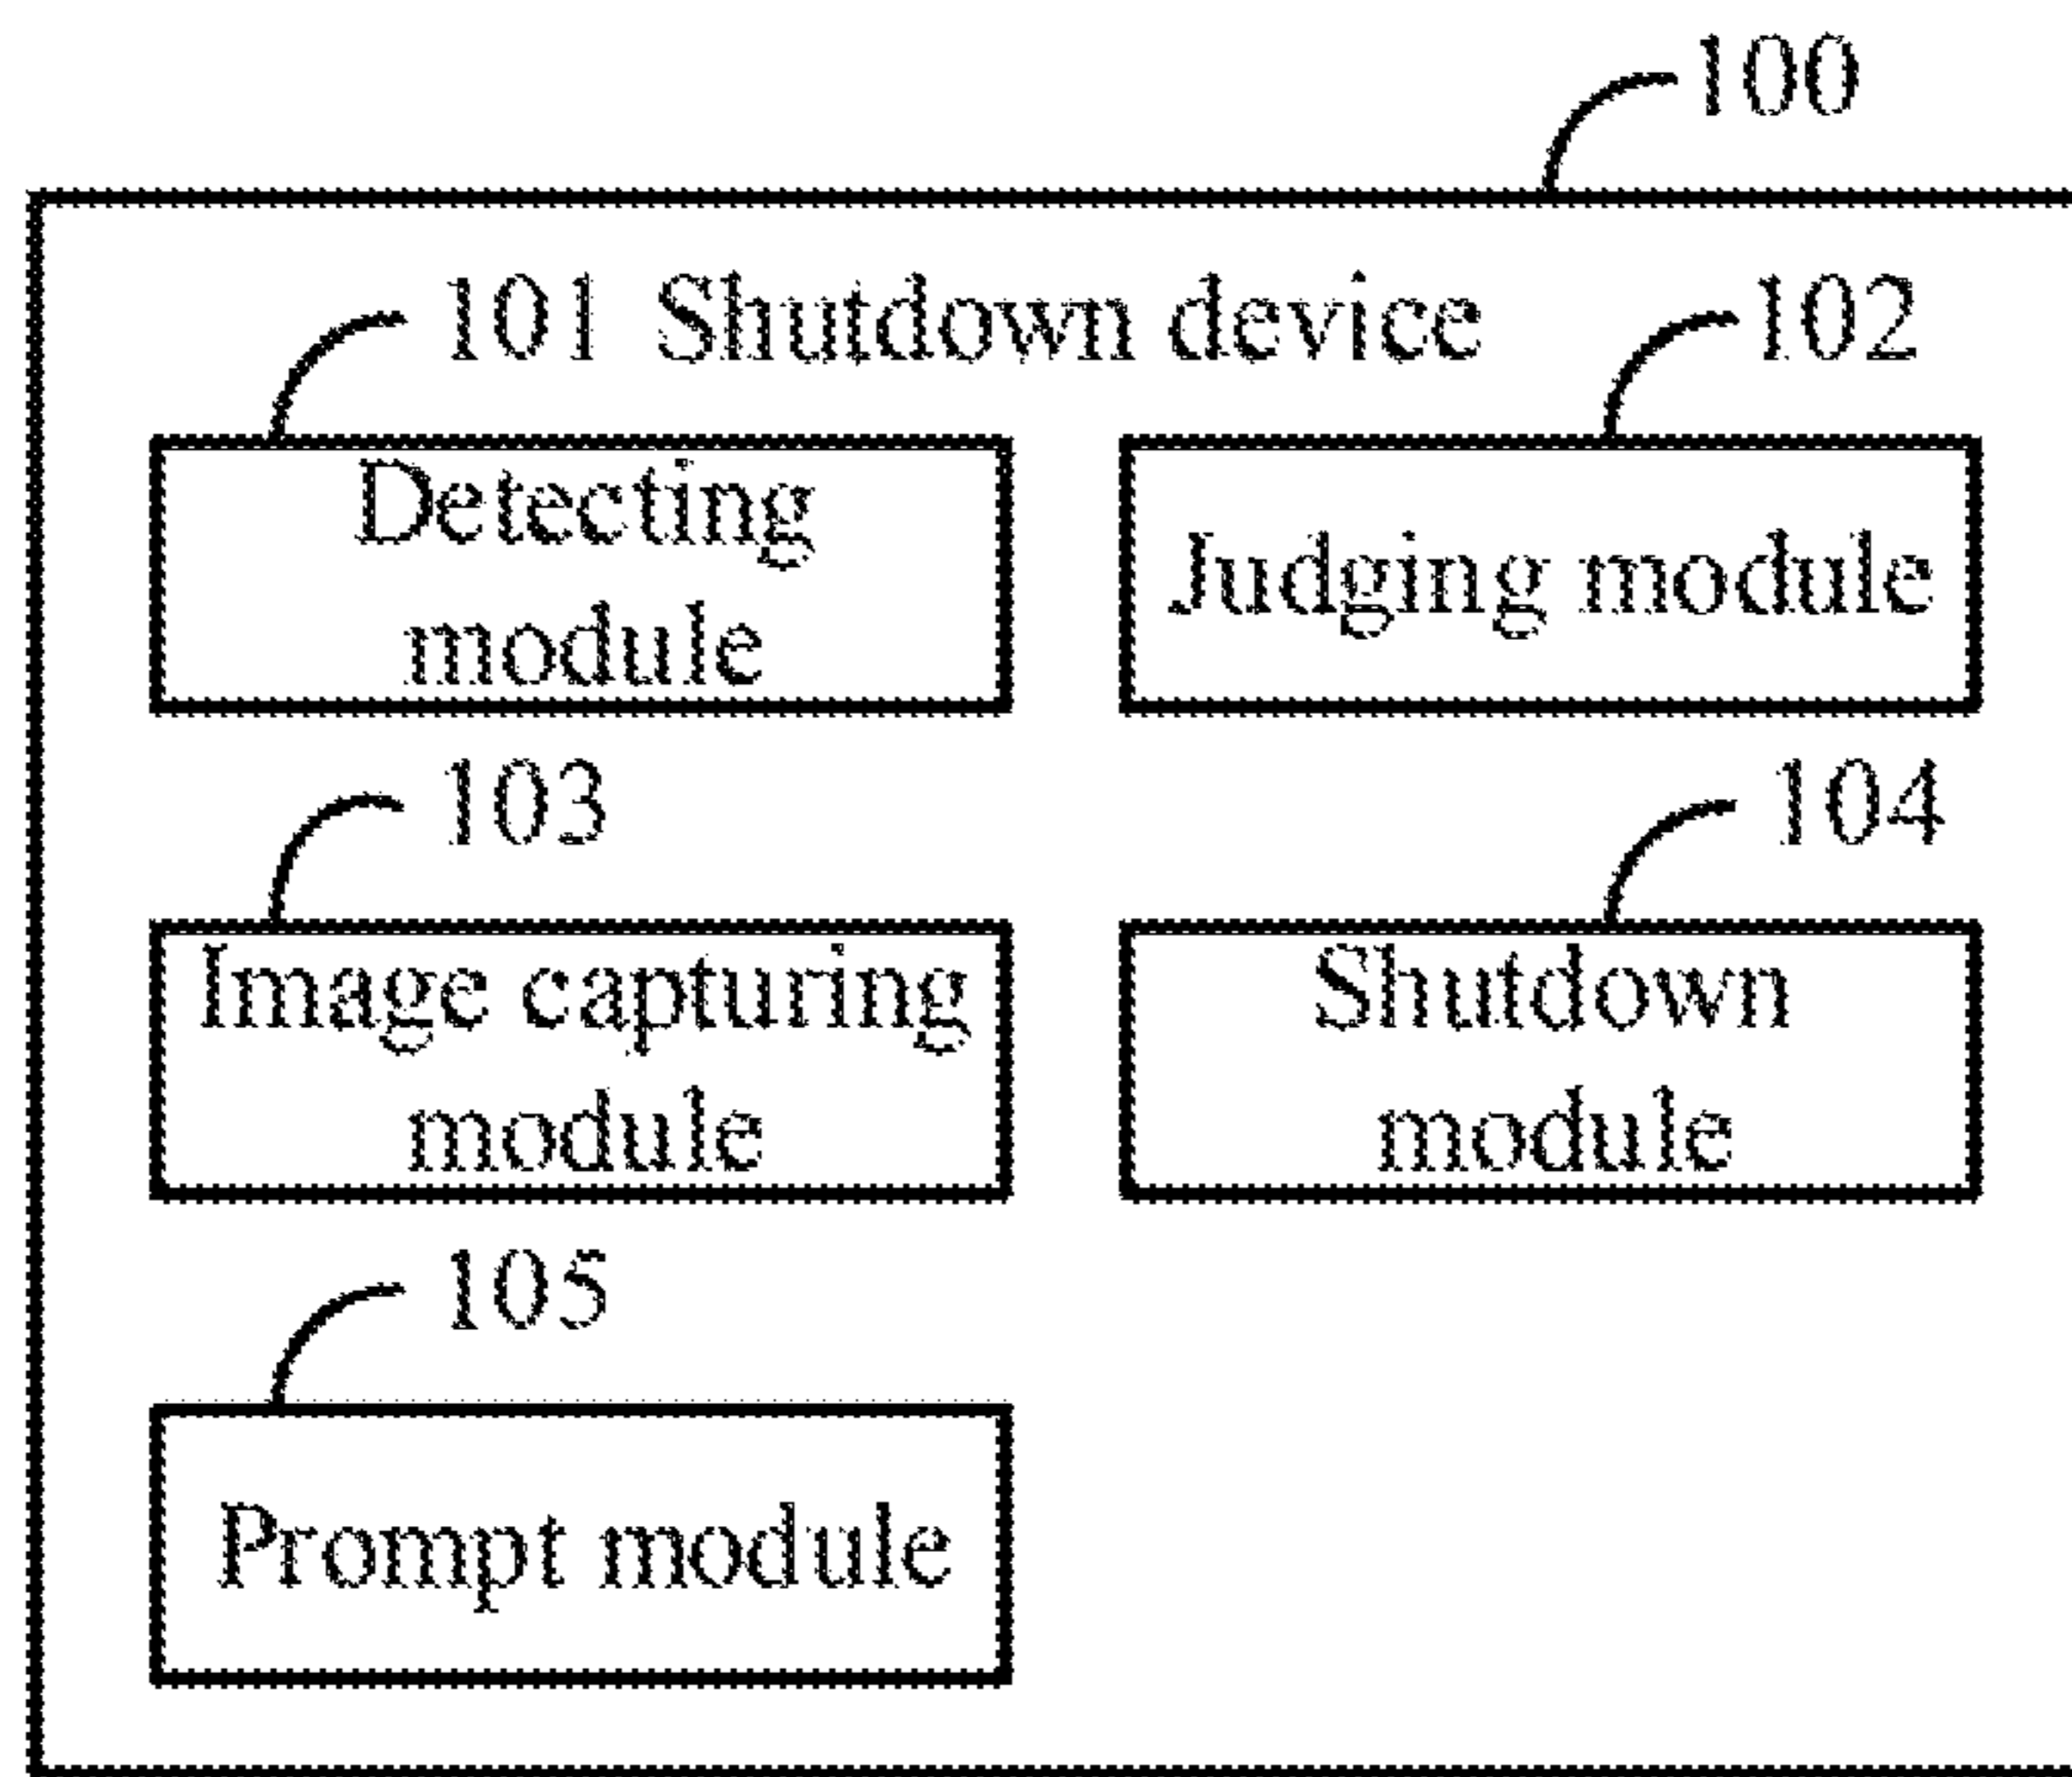 100
101 Shutdown device 102
Detecting
module
Judging module
103
104
Image capturing
module
Shutdown
module
105
Prompt module